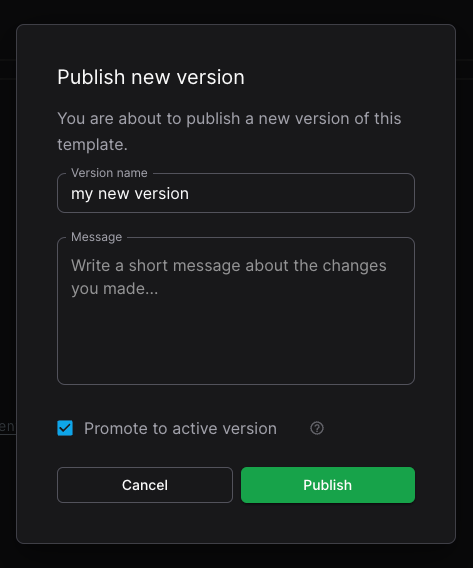 Publish new version
You are about to publish a new version of this
template.
Version name
my new version
Message
Write a short message about the changes
you made...
Promote to active version
Cancel
Publish